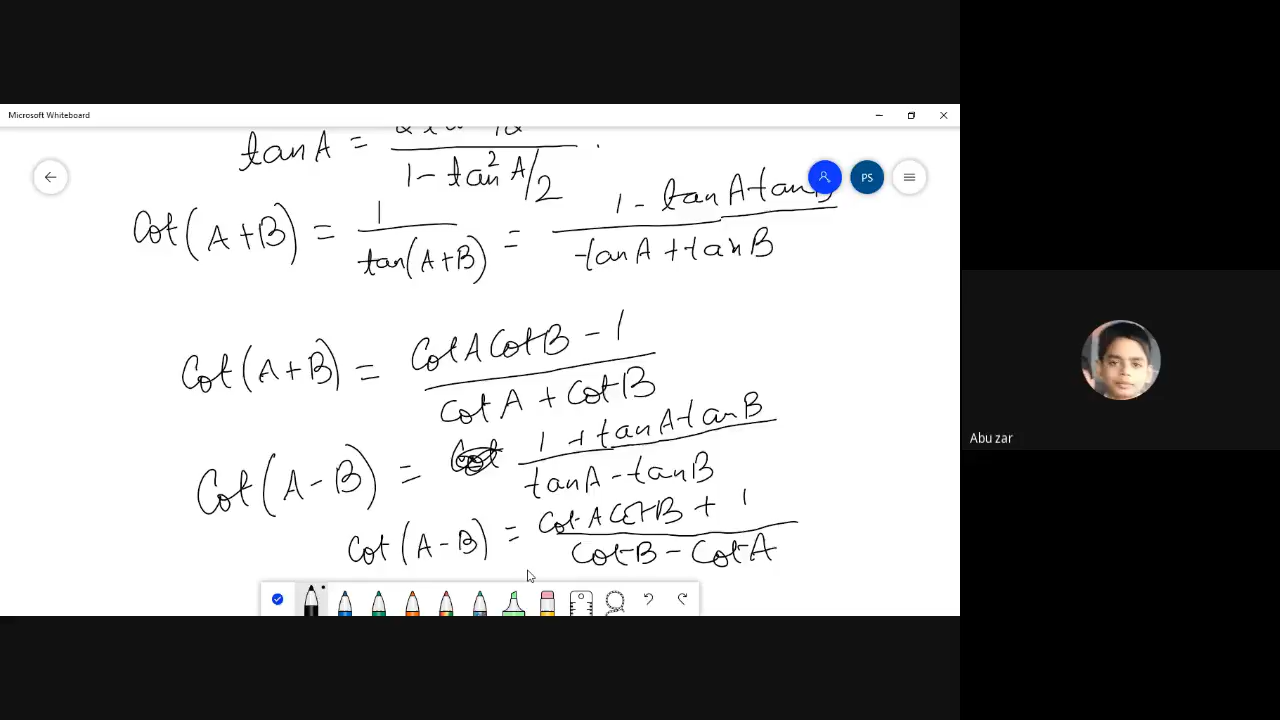 Microsoft Whiteboard
tan A = / 1 - tan² A/2 .
PS
Cot(A+B) = 1 / tan(A+B) = 1 - tanA tanB / tanA + tanB
Cot(A+B) = CotA CotB - 1 / cotA + cotB
Cot(A-B) = 1 + tanA tanB / tanA - tanB
Cot(A-B) = CotA CotB + 1 / CotB - CotA
Abu zar